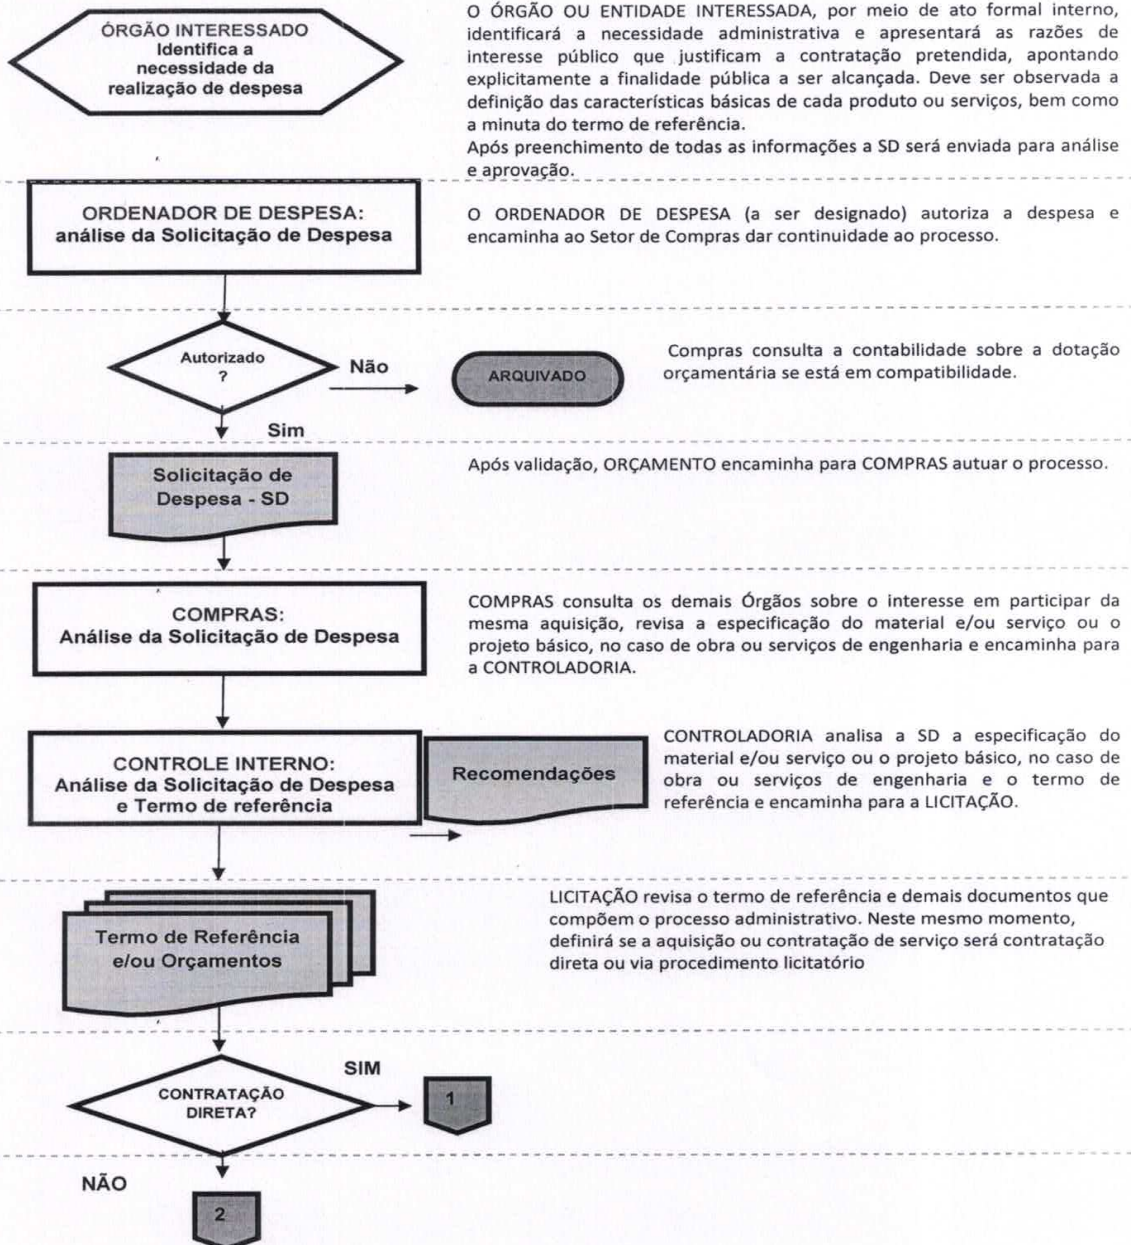 ÓRGÃO INTERESSADO
Identifica a
necessidade da
realização de despesa
O ÓRGÃO OU ENTIDADE INTERESSADA, por meio de ato formal interno,
identificará a necessidade administrativa e apresentará as razões de
interesse público que justificam a contratação pretendida, apontando
explicitamente a finalidade pública a ser alcançada. Deve ser observada a
definição das características básicas de cada produto ou serviços, bem como
a minuta do termo de referência.
Após preenchimento de todas as informações a SD será enviada para análise
e aprovação.
ORDENADOR DE DESPESA:
análise da Solicitação de Despesa
O ORDENADOR DE DESPESA (a ser designado) autoriza a despesa e
encaminha ao Setor de Compras dar continuidade ao processo.
Autorizado
?
Não
ARQUIVADO
Compras consulta a contabilidade sobre a dotação
orçamentária se está em compatibilidade.
Sim
Solicitação de
Despesa - SD
Após validação, ORÇAMENTO encaminha para COMPRAS autuar o processo.
COMPRAS:
Análise da Solicitação de Despesa
COMPRAS consulta os demais Órgãos sobre o interesse em participar da
mesma aquisição, revisa a especificação do material e/ou serviço ou o
projeto básico, no caso de obra ou serviços de engenharia e encaminha para
a CONTROLADORIA.
CONTROLE INTERNO:
Análise da Solicitação de Despesa
e Termo de referência
Recomendações
CONTROLADORIA analisa a SD a especificação do
material e/ou serviço ou o projeto básico, no caso de
obra ou serviços de engenharia e o termo de
referência e encaminha para a LICITAÇÃO.
Termo de Referência
e/ou Orçamentos
LICITAÇÃO revisa o termo de referência e demais documentos que
compõem o processo administrativo. Neste mesmo momento,
definirá se a aquisição ou contratação de serviço será contratação
direta ou via procedimento licitatório
CONTRATAÇÃO
DIRETA?
SIM
1
NÃO
2